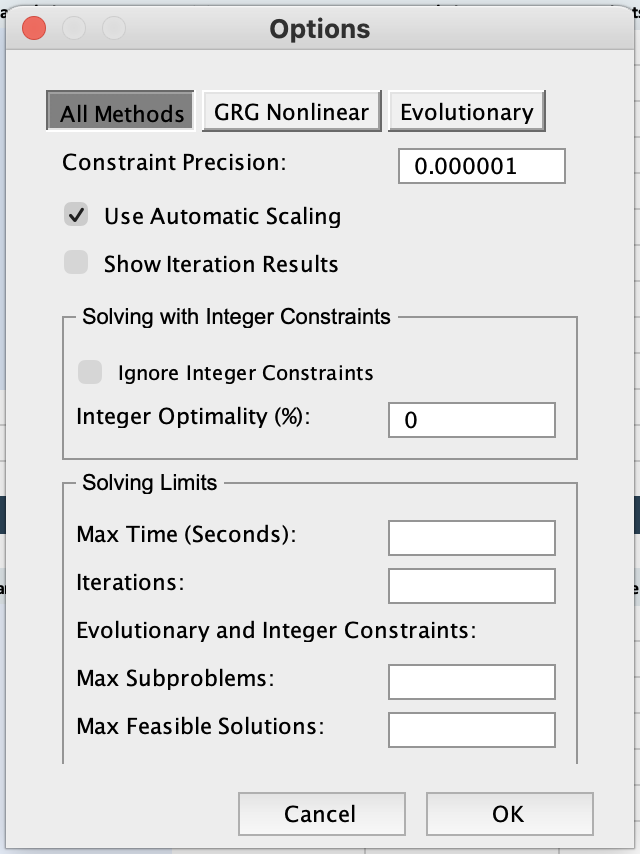 Options
All Methods GRG Nonlinear Evolutionary
Constraint Precision: 0.000001
Use Automatic Scaling
Show Iteration Results
Solving with Integer Constraints
Ignore Integer Constraints
Integer Optimality (%): 0
Solving Limits
Max Time (Seconds):
Iterations:
Evolutionary and Integer Constraints:
Max Subproblems:
Max Feasible Solutions:
Cancel OK